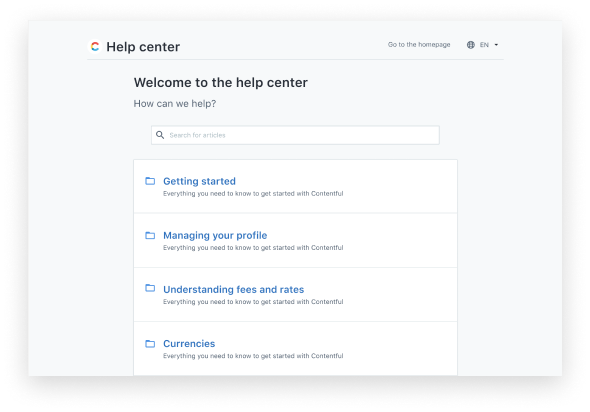 Help center
Go to the homepage
EN
Welcome to the help center
How can we help?
Search for articles
Getting started
Everything you need to know to get started with Contentful
Managing your profile
Everything you need to know to get started with Contentful
Understanding fees and rates
Everything you need to know to get started with Contentful
Currencies
Everything you need to know to get started with Contentful